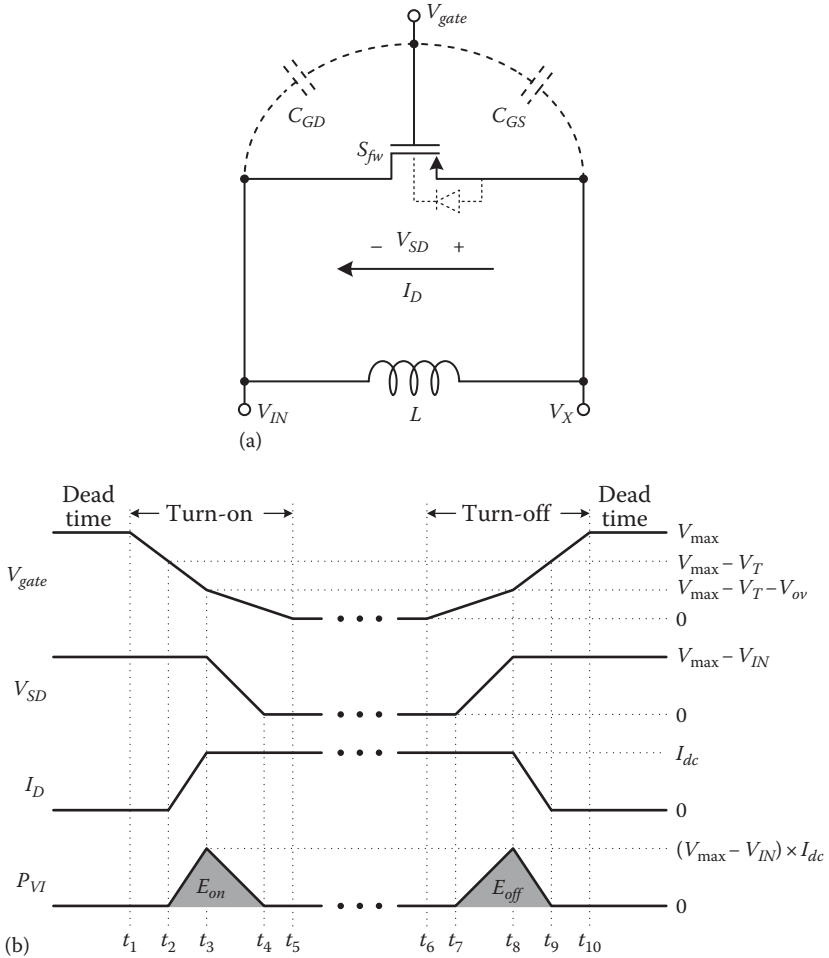 V_gate
C_GD
C_GS
S_fw
− V_SD +
I_D
V_IN
L
V_X
(a)
Dead time
Turn-on
Turn-off
Dead time
V_gate
V_max
V_max − V_T
V_max − V_T − V_ov
0
V_SD
V_max − V_IN
0
I_D
I_dc
0
P_VI
E_on
E_off
(V_max − V_IN) × I_dc
0
(b)
t_1 t_2 t_3 t_4 t_5 t_6 t_7 t_8 t_9 t_10